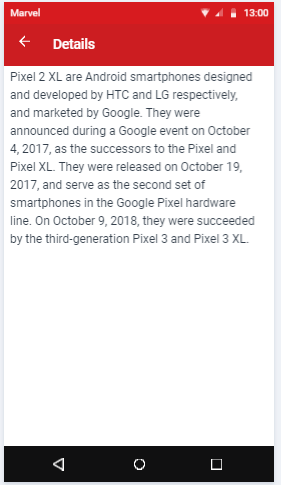 Marvel 13:00
Details
Pixel 2 XL are Android smartphones designed
and developed by HTC and LG respectively,
and marketed by Google. They were
announced during a Google event on October
4, 2017, as the successors to the Pixel and
Pixel XL. They were released on October 19,
2017, and serve as the second set of
smartphones in the Google Pixel hardware
line. On October 9, 2018, they were succeeded
by the third-generation Pixel 3 and Pixel 3 XL.